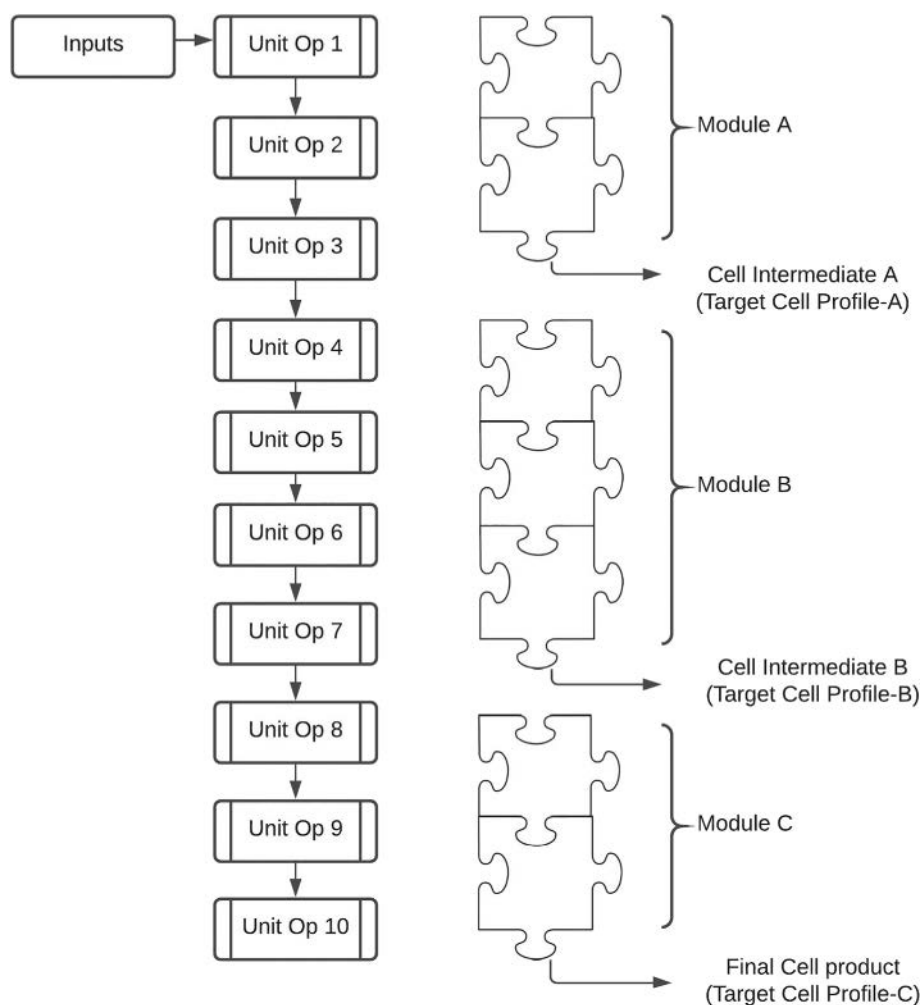 Inputs
Unit Op 1
Unit Op 2
Unit Op 3
Unit Op 4
Unit Op 5
Unit Op 6
Unit Op 7
Unit Op 8
Unit Op 9
Unit Op 10
Module A
Cell Intermediate A
(Target Cell Profile-A)
Module B
Cell Intermediate B
(Target Cell Profile-B)
Module C
Final Cell product
(Target Cell Profile-C)